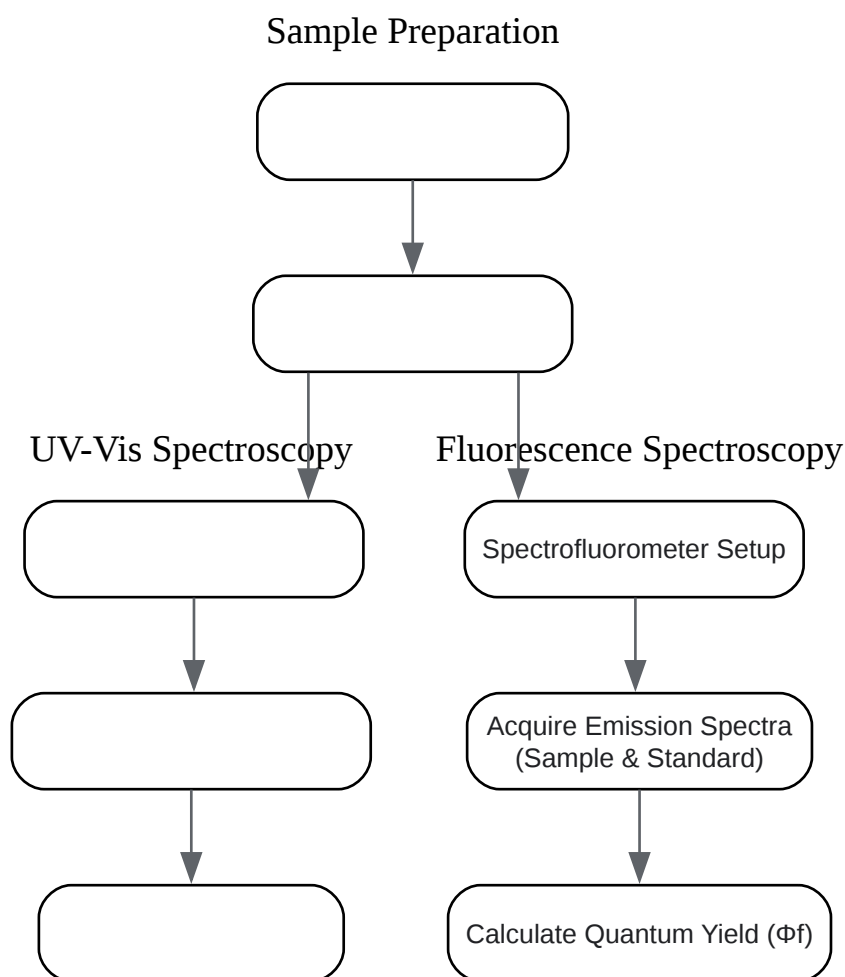 Sample Preparation
UV-Vis Spectroscopy
Fluorescence Spectroscopy
Spectrofluorometer Setup
Acquire Emission Spectra
(Sample & Standard)
Calculate Quantum Yield (Φf)